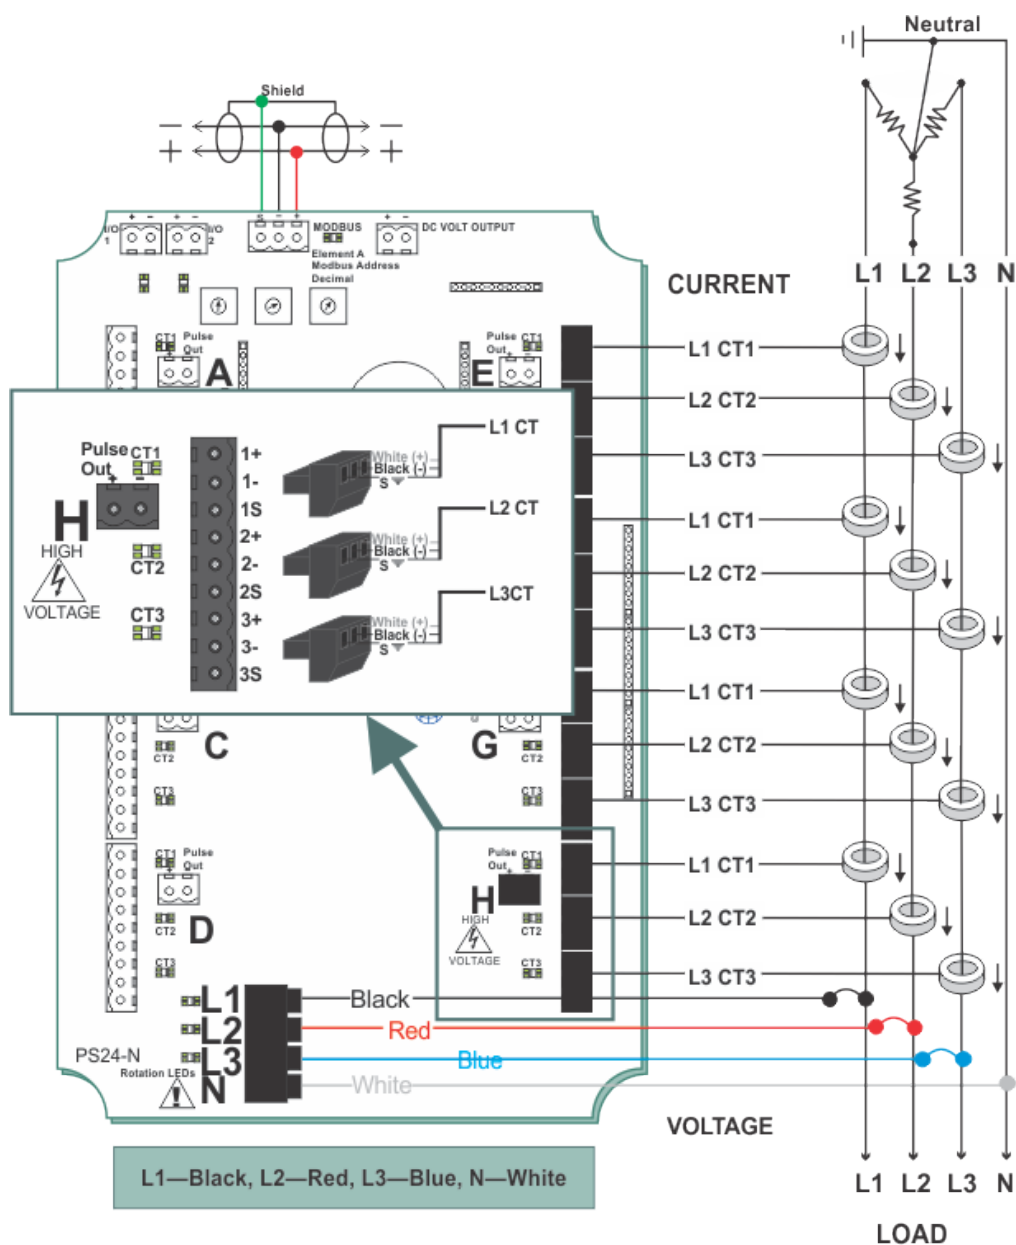 Neutral
Shield
− −
+ +
+ − + − S − + + −
I/O 1
I/O 2
MODBUS
DC VOLT OUTPUT
Element A
Modbus Address
Decimal
CURRENT
L1 L2 L3 N
CT1 Pulse Out
+ −
A
Pulse Out CT1
+ −
E
L1 CT1
L2 CT2
L3 CT3
L1 CT1
L2 CT2
L3 CT3
L1 CT1
L2 CT2
L3 CT3
L1 CT1
L2 CT2
L3 CT3
Pulse Out CT1
+ -
H
HIGH
VOLTAGE
CT2
CT3
1+
1-
1S
2+
2-
2S
3+
3-
3S
L1 CT
White (+)
Black (-)
S
L2 CT
White (+)
Black (-)
S
L3CT
White (+)
Black (-)
S
C
CT2
CT3
G
CT2
CT3
CT1 Pulse Out
CT2
D
CT3
Pulse Out CT1
+ −
H
HIGH
VOLTAGE
CT2
CT3
L1 Black
L2 Red
L3 Blue
N White
PS24-N
Rotation LEDs
!
VOLTAGE
L1—Black, L2—Red, L3—Blue, N—White
L1 L2 L3 N
LOAD